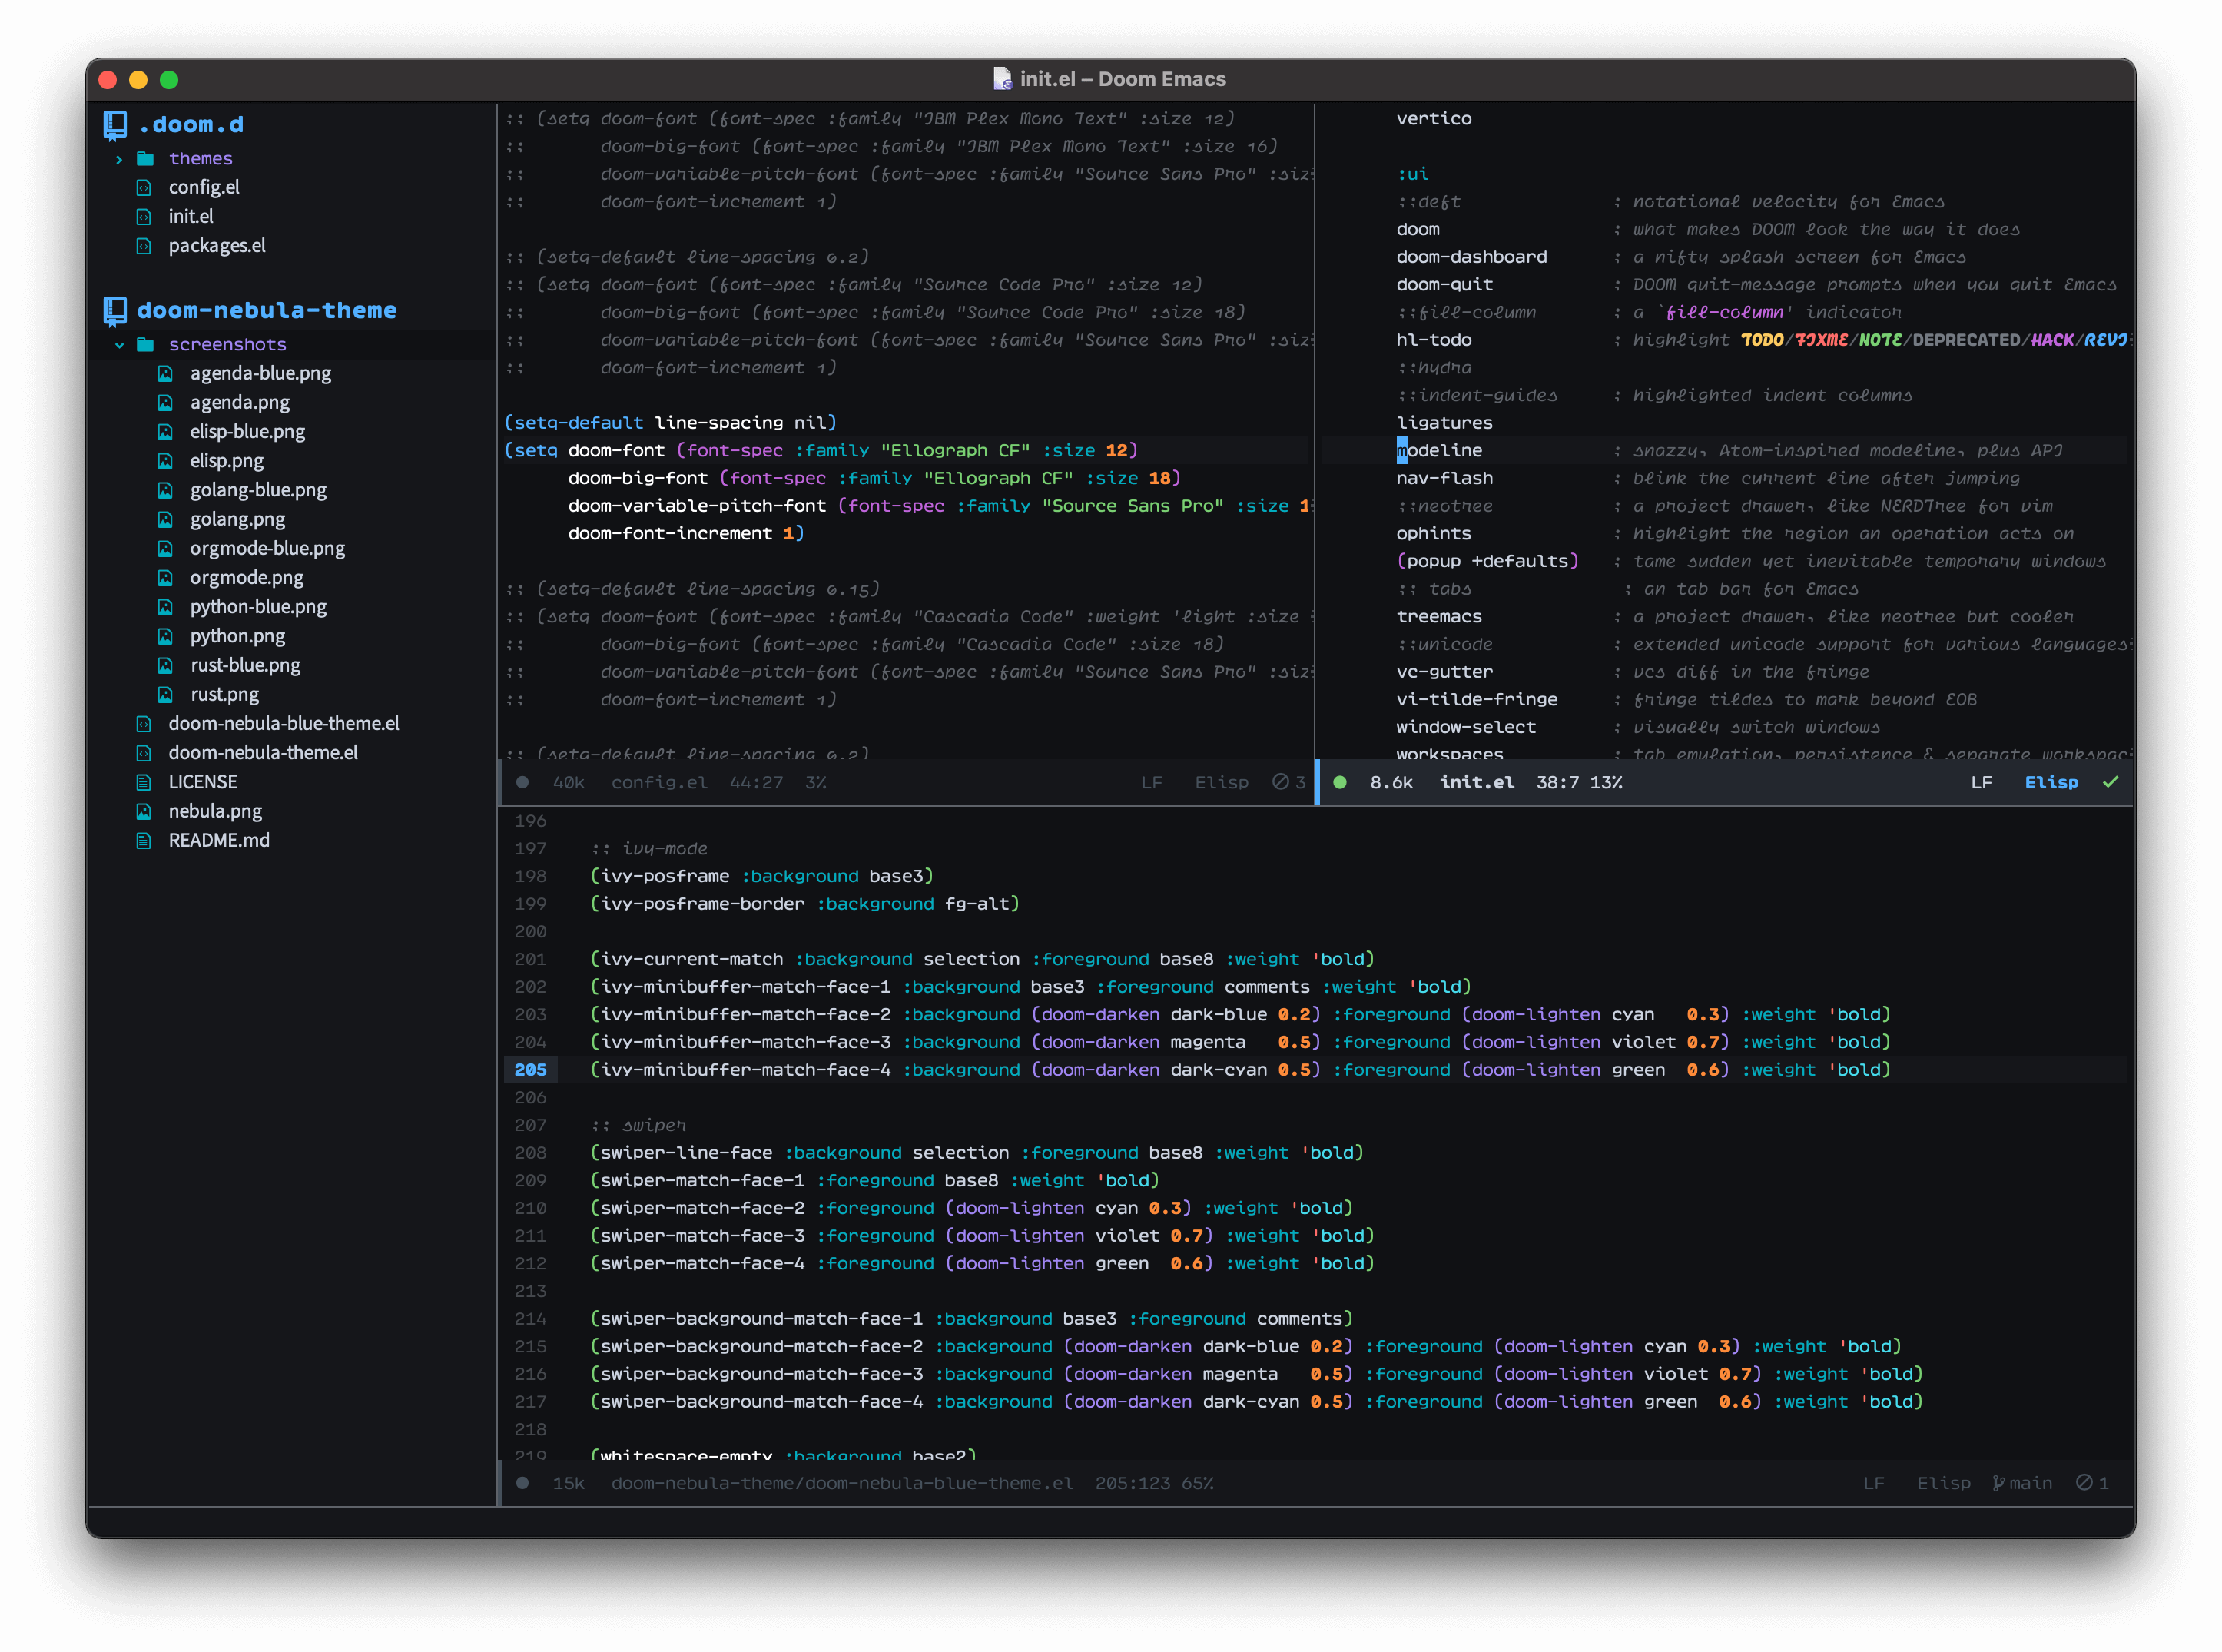 init.el – Doom Emacs
.doom.d
themes
config.el
init.el
packages.el
doom-nebula-theme
screenshots
agenda-blue.png
agenda.png
elisp-blue.png
elisp.png
golang-blue.png
golang.png
orgmode-blue.png
orgmode.png
python-blue.png
python.png
rust-blue.png
rust.png
doom-nebula-blue-theme.el
doom-nebula-theme.el
LICENSE
nebula.png
README.md
;; (setq doom-font (font-spec :family "IBM Plex Mono Text" :size 12)
;;       doom-big-font (font-spec :family "IBM Plex Mono Text" :size 16)
;;       doom-variable-pitch-font (font-spec :family "Source Sans Pro" :siz
;;       doom-font-increment 1)
;; (setq-default line-spacing 0.2)
;; (setq doom-font (font-spec :family "Source Code Pro" :size 12)
;;       doom-big-font (font-spec :family "Source Code Pro" :size 18)
;;       doom-variable-pitch-font (font-spec :family "Source Sans Pro" :siz
;;       doom-font-increment 1)
(setq-default line-spacing nil)
(setq doom-font (font-spec :family "Ellograph CF" :size 12)
      doom-big-font (font-spec :family "Ellograph CF" :size 18)
      doom-variable-pitch-font (font-spec :family "Source Sans Pro" :size 1
      doom-font-increment 1)
;; (setq-default line-spacing 0.15)
;; (setq doom-font (font-spec :family "Cascadia Code" :weight 'light :size
;;       doom-big-font (font-spec :family "Cascadia Code" :size 18)
;;       doom-variable-pitch-font (font-spec :family "Source Sans Pro" :siz
;;       doom-font-increment 1)
;; (setq-default line-spacing 0.2)
40k config.el 44:27 3% LF Elisp 3
vertico
:ui
;;deft ; notational velocity for Emacs
doom ; what makes DOOM look the way it does
doom-dashboard ; a nifty splash screen for Emacs
doom-quit ; DOOM quit-message prompts when you quit Emacs
;;fill-column ; a `fill-column' indicator
hl-todo ; highlight TODO/FIXME/NOTE/DEPRECATED/HACK/REVI
;;hydra
;;indent-guides ; highlighted indent columns
ligatures
modeline ; snazzy, Atom-inspired modeline, plus API
nav-flash ; blink the current line after jumping
;;neotree ; a project drawer, like NERDTree for vim
ophints ; highlight the region an operation acts on
(popup +defaults) ; tame sudden yet inevitable temporary windows
;; tabs ; an tab bar for Emacs
treemacs ; a project drawer, like neotree but cooler
;;unicode ; extended unicode support for various languages
vc-gutter ; vcs diff in the fringe
vi-tilde-fringe ; fringe tildes to mark beyond EOB
window-select ; visually switch windows
workspaces ; tab emulation, persistence & separate workspac
8.6k init.el 38:7 13% LF Elisp
196
197 ;; ivy-mode
198 (ivy-posframe :background base3)
199 (ivy-posframe-border :background fg-alt)
200
201 (ivy-current-match :background selection :foreground base8 :weight 'bold)
202 (ivy-minibuffer-match-face-1 :background base3 :foreground comments :weight 'bold)
203 (ivy-minibuffer-match-face-2 :background (doom-darken dark-blue 0.2) :foreground (doom-lighten cyan   0.3) :weight 'bold)
204 (ivy-minibuffer-match-face-3 :background (doom-darken magenta   0.5) :foreground (doom-lighten violet 0.7) :weight 'bold)
205 (ivy-minibuffer-match-face-4 :background (doom-darken dark-cyan 0.5) :foreground (doom-lighten green  0.6) :weight 'bold)
206
207 ;; swiper
208 (swiper-line-face :background selection :foreground base8 :weight 'bold)
209 (swiper-match-face-1 :foreground base8 :weight 'bold)
210 (swiper-match-face-2 :foreground (doom-lighten cyan 0.3) :weight 'bold)
211 (swiper-match-face-3 :foreground (doom-lighten violet 0.7) :weight 'bold)
212 (swiper-match-face-4 :foreground (doom-lighten green  0.6) :weight 'bold)
213
214 (swiper-background-match-face-1 :background base3 :foreground comments)
215 (swiper-background-match-face-2 :background (doom-darken dark-blue 0.2) :foreground (doom-lighten cyan 0.3) :weight 'bold)
216 (swiper-background-match-face-3 :background (doom-darken magenta   0.5) :foreground (doom-lighten violet 0.7) :weight 'bold)
217 (swiper-background-match-face-4 :background (doom-darken dark-cyan 0.5) :foreground (doom-lighten green  0.6) :weight 'bold)
218
219 (whitespace-empty :background base2)
15k doom-nebula-theme/doom-nebula-blue-theme.el 205:123 65% LF Elisp main 1